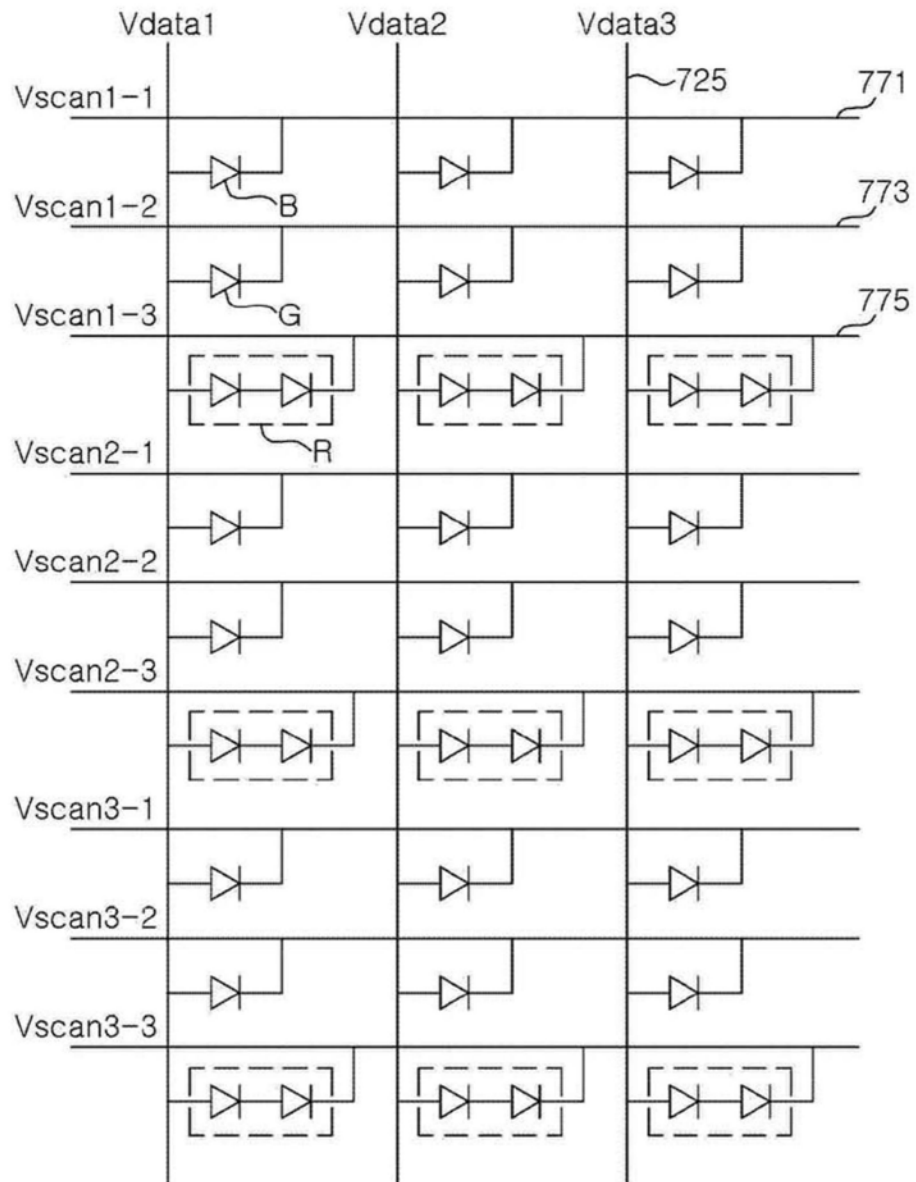 Vdata1 Vdata2 Vdata3
725
Vscan1-1 771
B
Vscan1-2 773
G
Vscan1-3 775
R
Vscan2-1
Vscan2-2
Vscan2-3
Vscan3-1
Vscan3-2
Vscan3-3